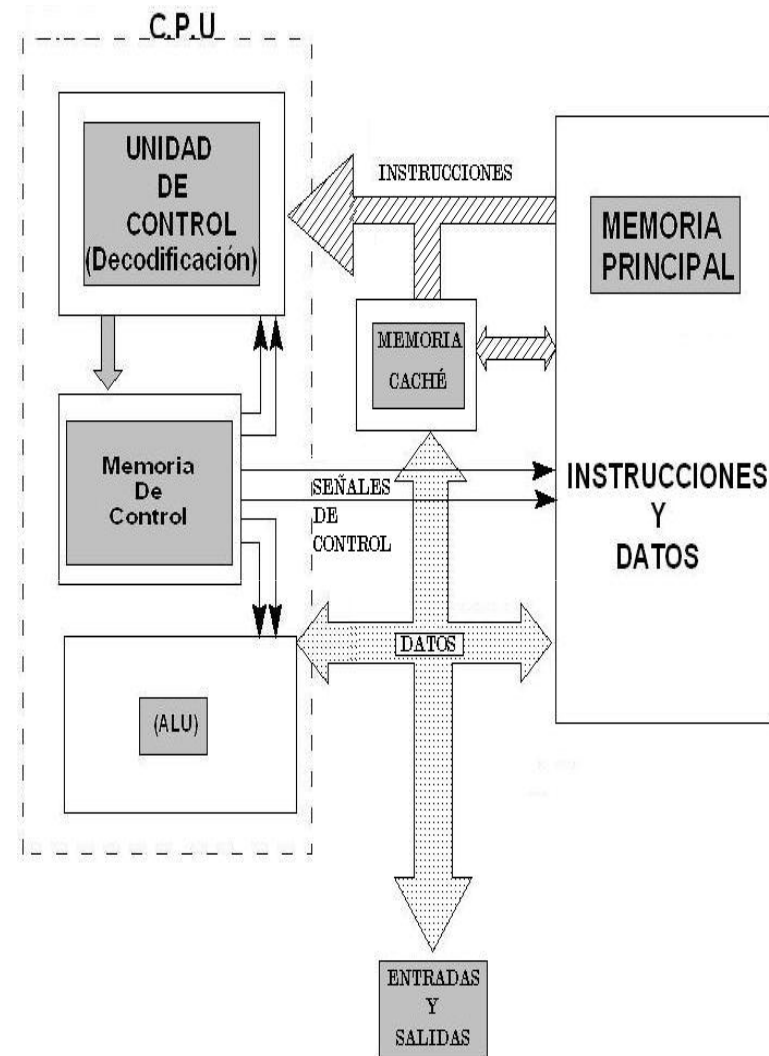 C.P.U
UNIDAD
DE
CONTROL
(Decodificación)
INSTRUCCIONES
MEMORIA
PRINCIPAL
MEMORIA
CACHÉ
Memoria
De
Control
SEÑALES
DE
CONTROL
INSTRUCCIONES
Y
DATOS
DATOS
(ALU)
ENTRADAS
Y
SALIDAS